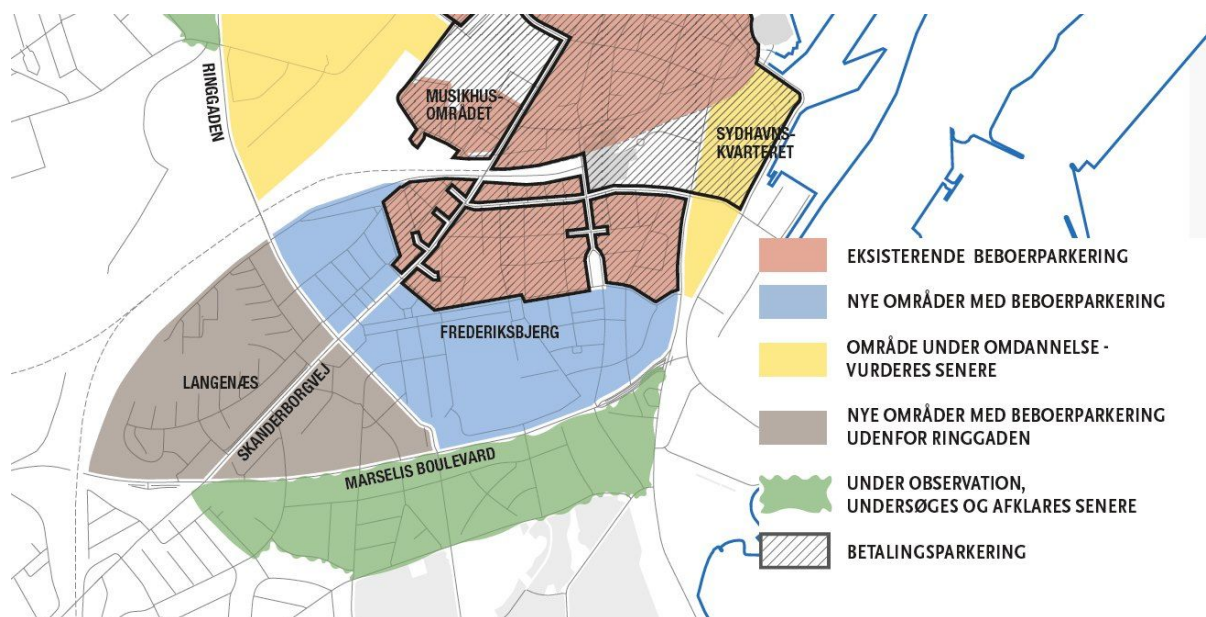 RINGGADEN
MUSIKHUS-
OMRÅDET
SYDHAVNS-
KVARTERET
FREDERIKSBJERG
LANGENÆS
SKANDERBORGVEJ
MARSELIS BOULEVARD
EKSISTERENDE BEBOERPARKERING
NYE OMRÅDER MED BEBOERPARKERING
OMRÅDE UNDER OMDANNELSE -
VURDERES SENERE
NYE OMRÅDER MED BEBOERPARKERING
UDENFOR RINGGADEN
UNDER OBSERVATION,
UNDERSØGES OG AFKLARES SENERE
BETALINGSPARKERING